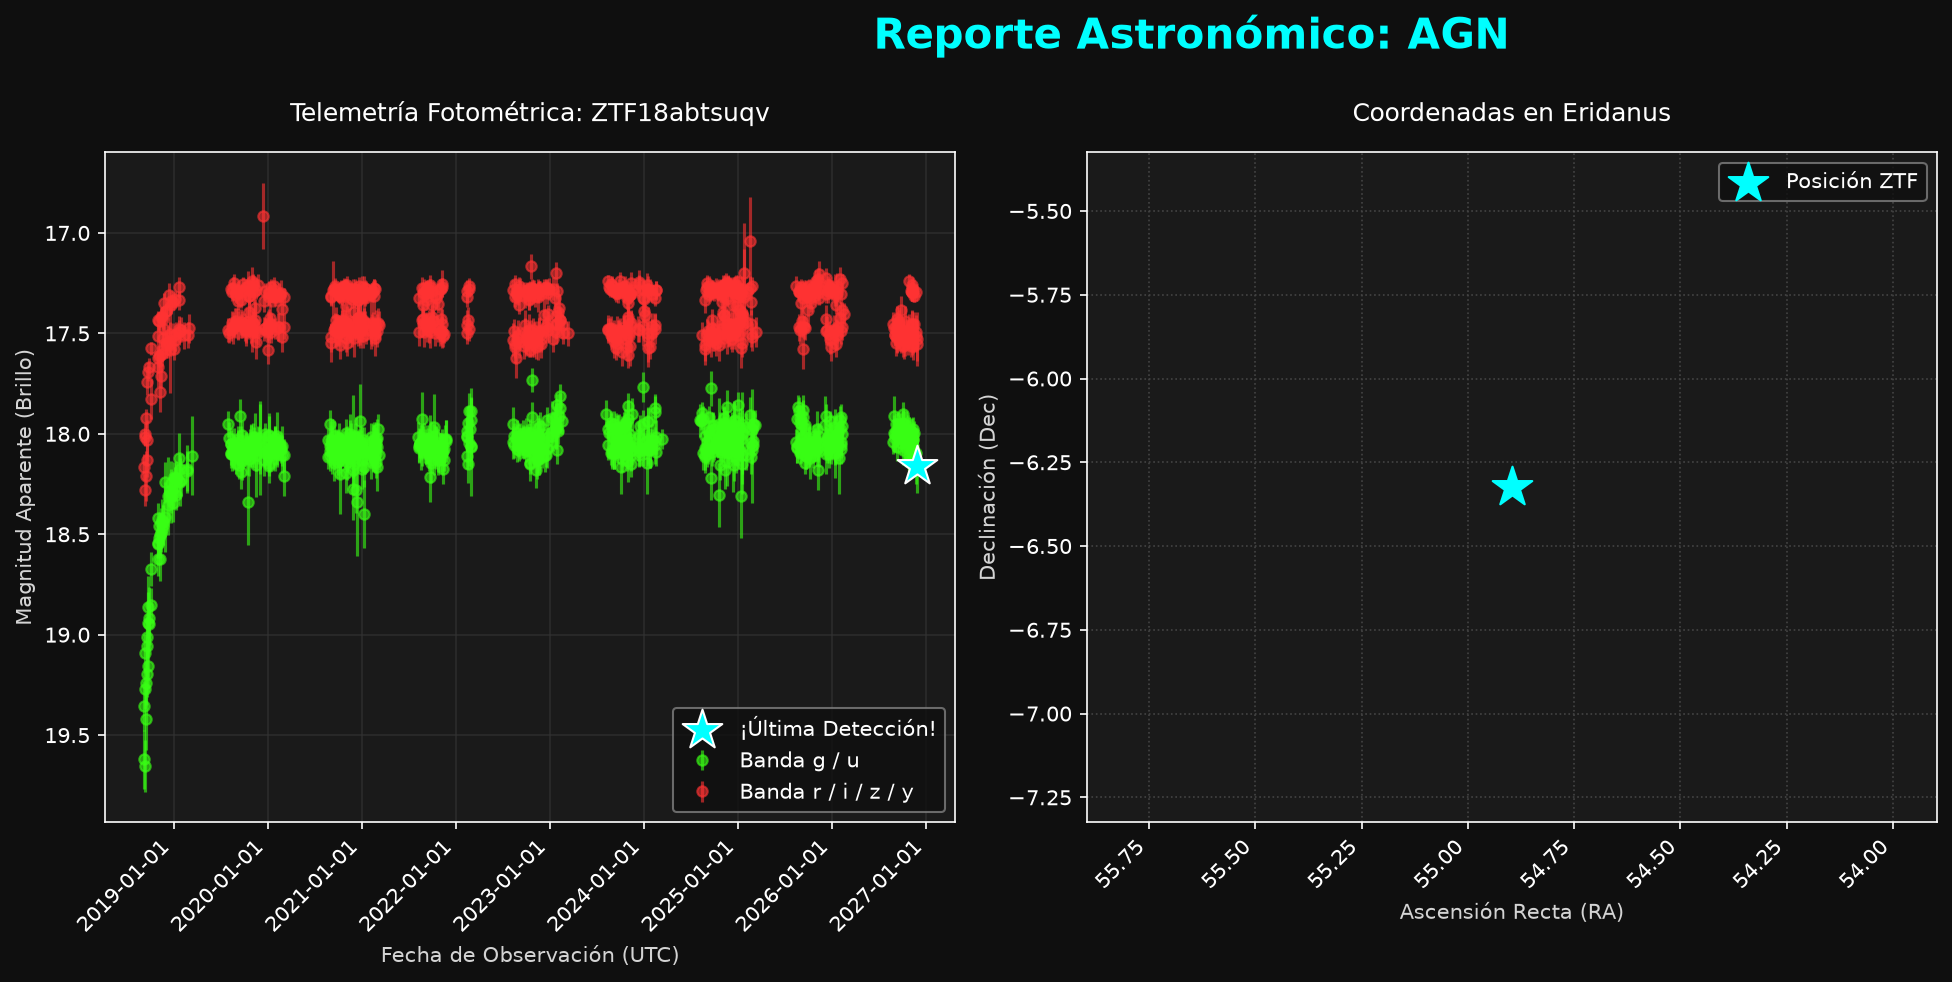 Reporte Astronómico: AGN
Telemetría Fotométrica: ZTF18abtsuqv
Magnitud Aparente (Brillo)
17.0
17.5
18.0
18.5
19.0
19.5
¡Última Detección!
Banda g / u
Banda r / i / z / y
2019-01-01
2020-01-01
2021-01-01
2022-01-01
2023-01-01
2024-01-01
2025-01-01
2026-01-01
2027-01-01
Fecha de Observación (UTC)
Coordenadas en Eridanus
Posición ZTF
Declinación (Dec)
−5.50
−5.75
−6.00
−6.25
−6.50
−6.75
−7.00
−7.25
55.75
55.50
55.25
55.00
54.75
54.50
54.25
54.00
Ascensión Recta (RA)